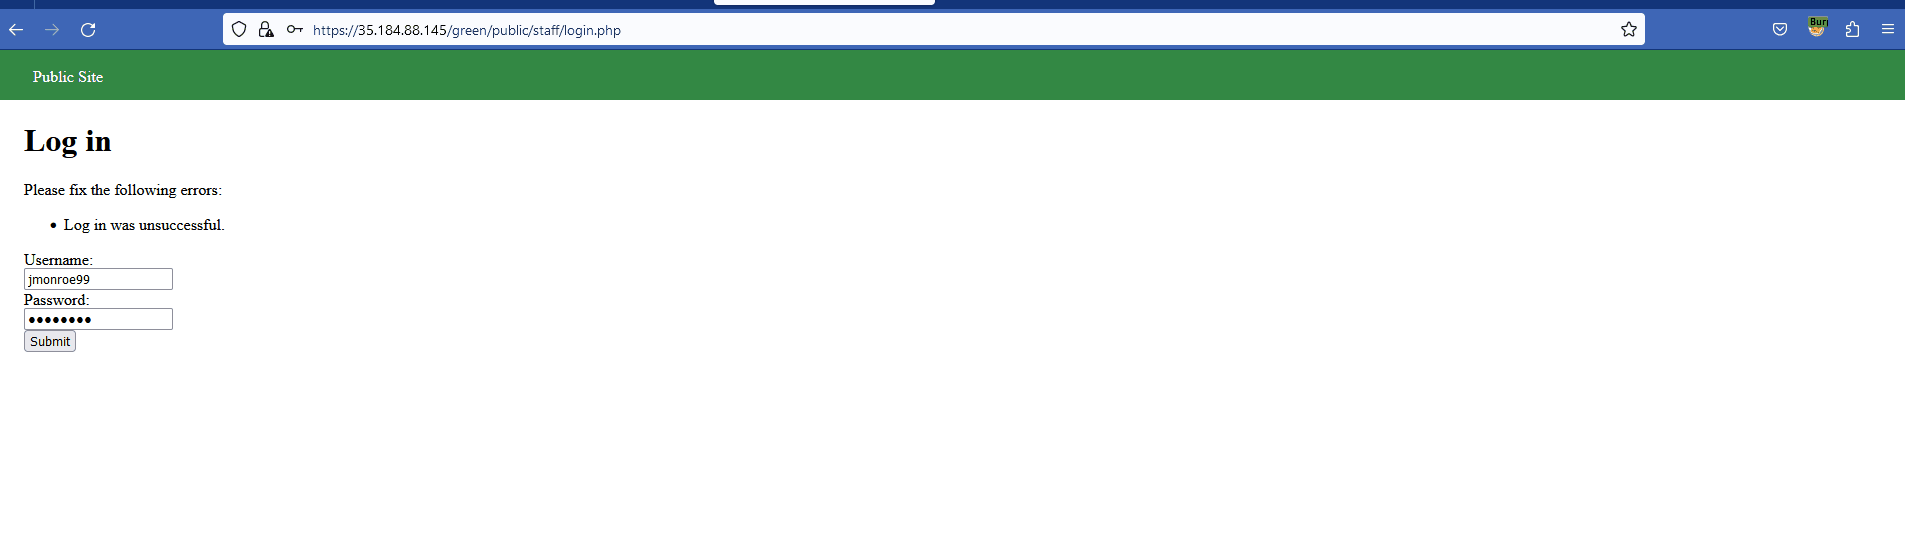 https://35.184.88.145/green/public/staff/login.php
Public Site
Log in
Please fix the following errors:
• Log in was unsuccessful.
Username:
jmonroe99
Password:
••••••••
Submit